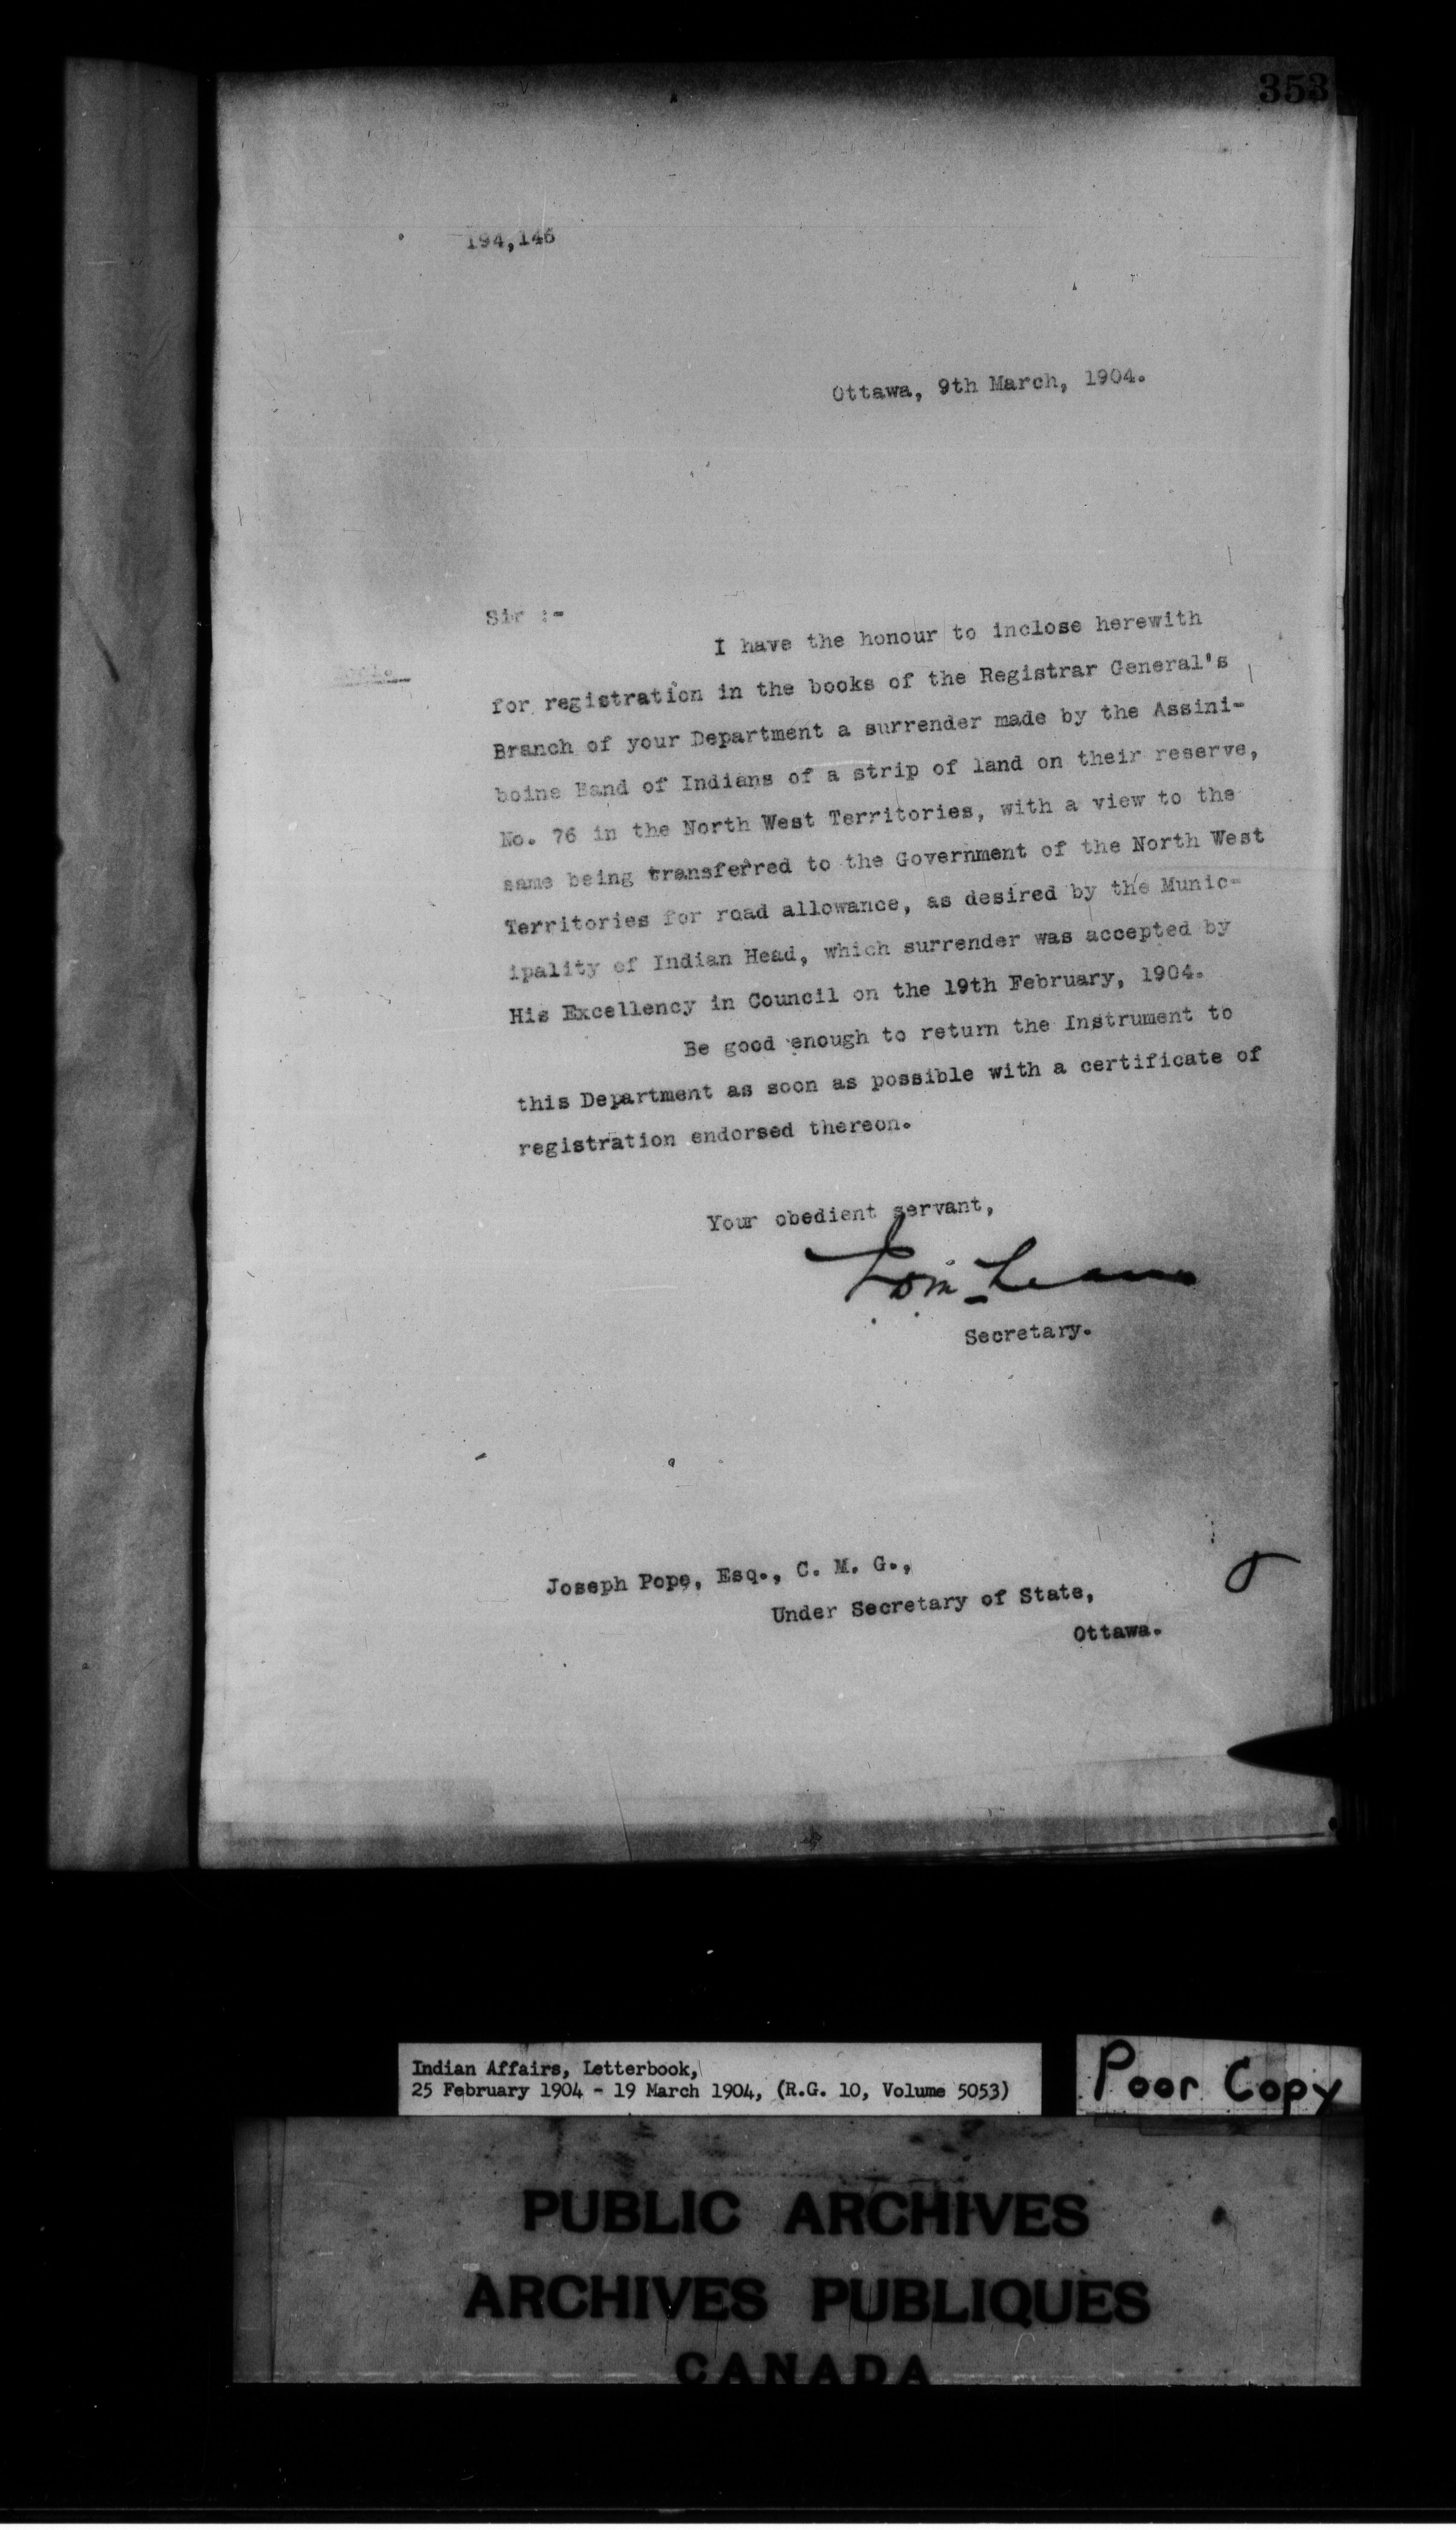 353
194,146
Ottawa, 9th March, 1904.
Sir :-
I have the honour to inclose herewith
for registration in the books of the Registrar General's
Branch of your Department a surrender made by the Assini-
boine Band of Indians of a strip of land on their reserve,
No. 76 in the North West Territories, with a view to the
same being transferred to the Government of the North West
Territories for road allowance, as desired by the Munic-
ipality of Indian Head, which surrender was accepted by
His Excellency in Council on the 19th February, 1904.
Be good enough to return the Instrument to
this Department as soon as possible with a certificate of
registration endorsed thereon.
Your obedient servant,
Secretary.
Joseph Pope, Esq., C. M. G.,
Under Secretary of State,
Ottawa.
Indian Affairs, Letterbook,
25 February 1904 - 19 March 1904, (R.G. 10, Volume 5053)
Poor Copy
PUBLIC ARCHIVES
ARCHIVES PUBLIQUES
CANADA